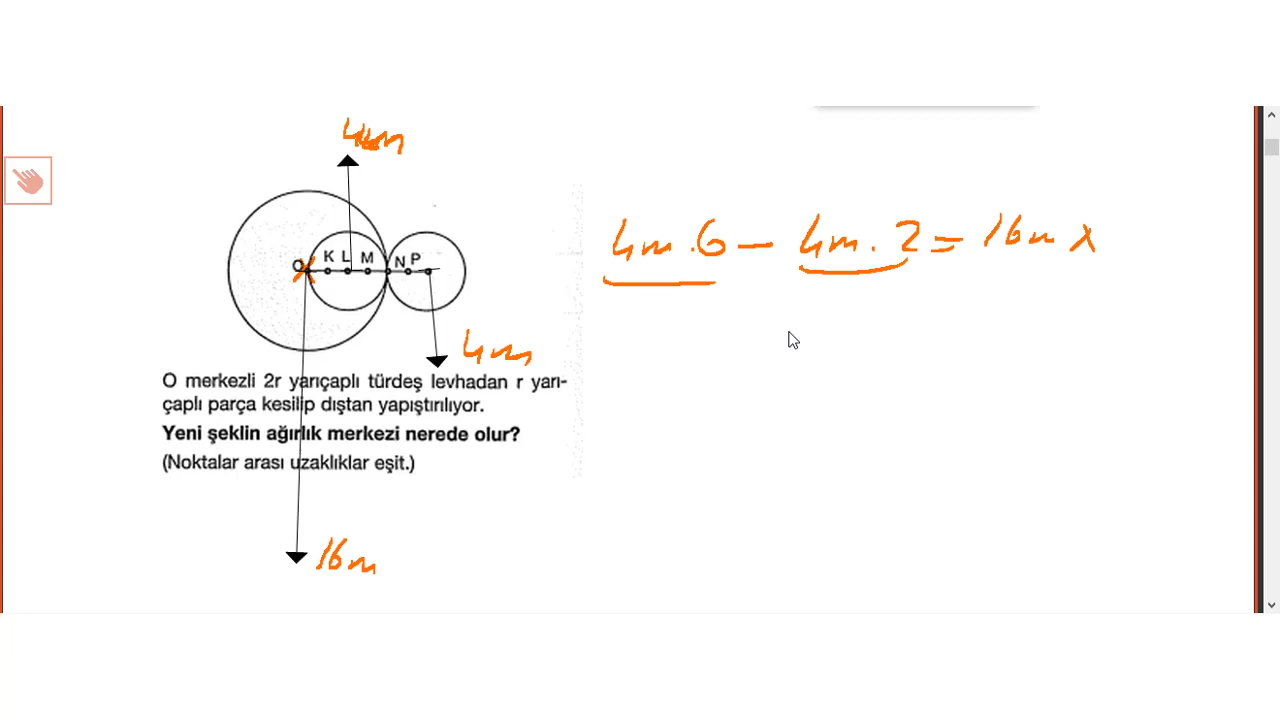 4m
4m.6 - 4m.2 = 16m x
O K L M N P
4m
O merkezli 2r yarıçaplı türdeş levhadan r yarı-
çaplı parça kesilip dıştan yapıştırılıyor.
Yeni şeklin ağırlık merkezi nerede olur?
(Noktalar arası uzaklıklar eşit.)
16m